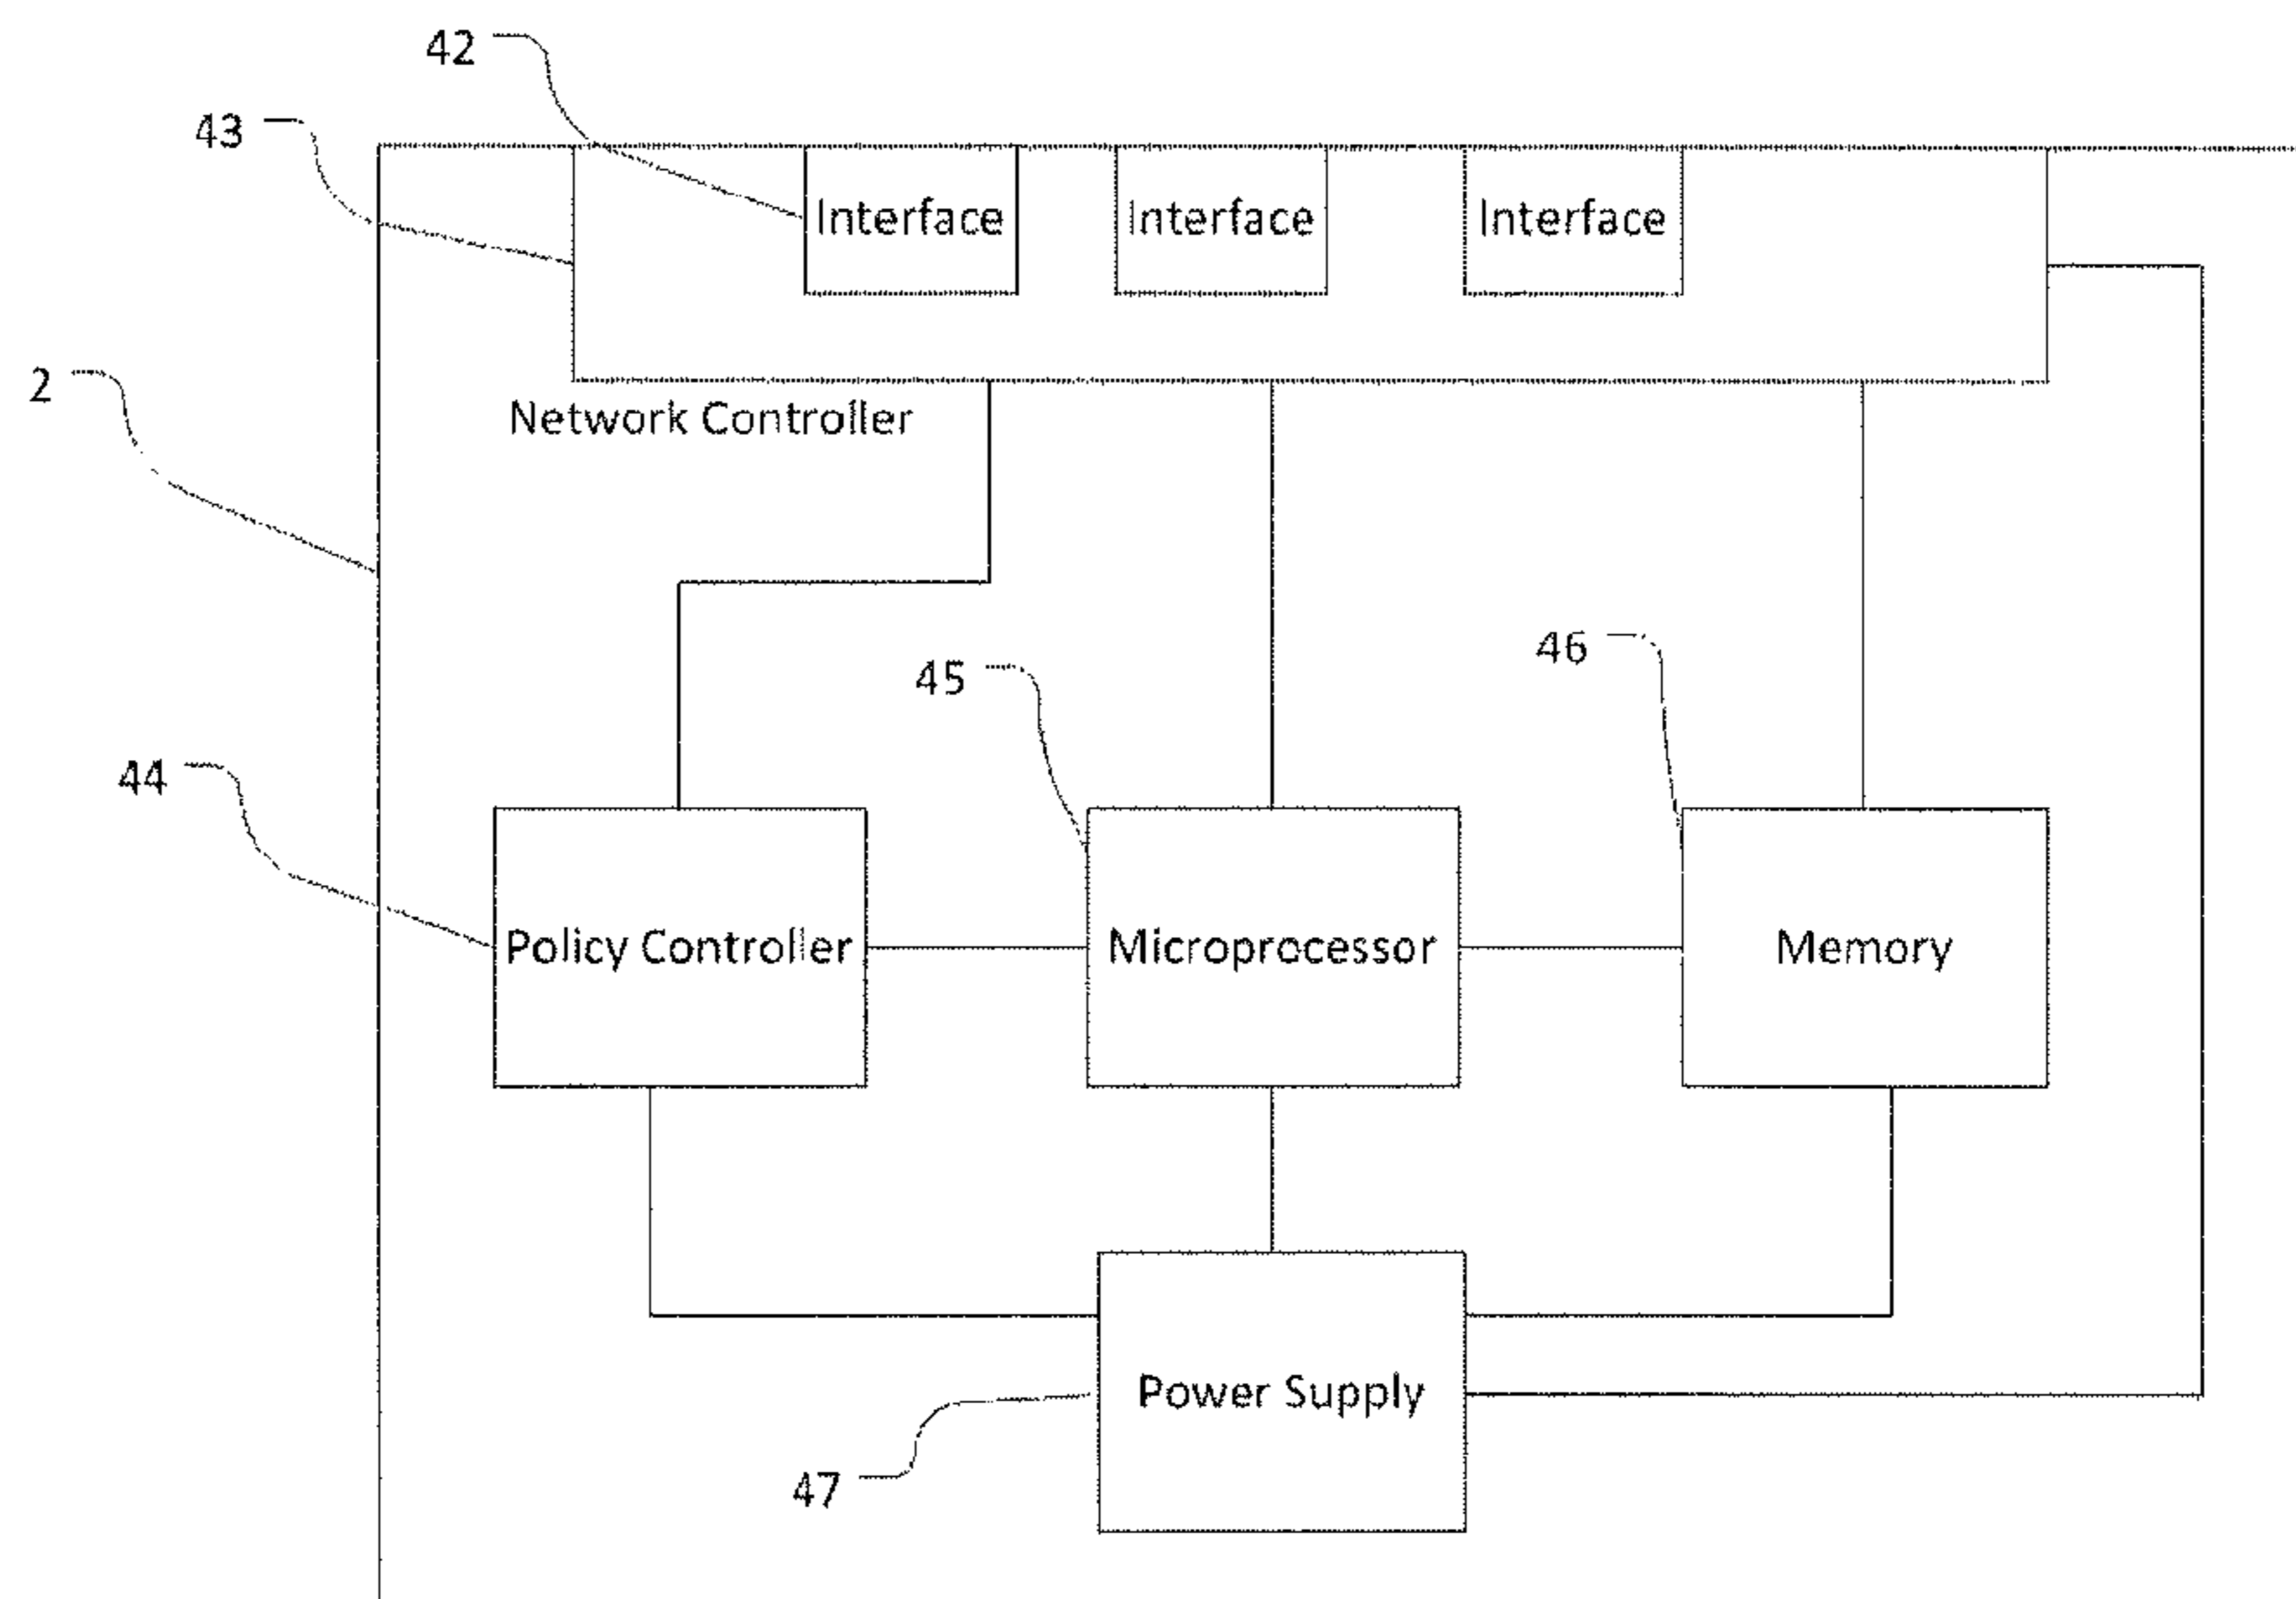 42
43
Interface Interface Interface
2
Network Controller
46
45
44
Policy Controller Microprocessor Memory
Power Supply
47